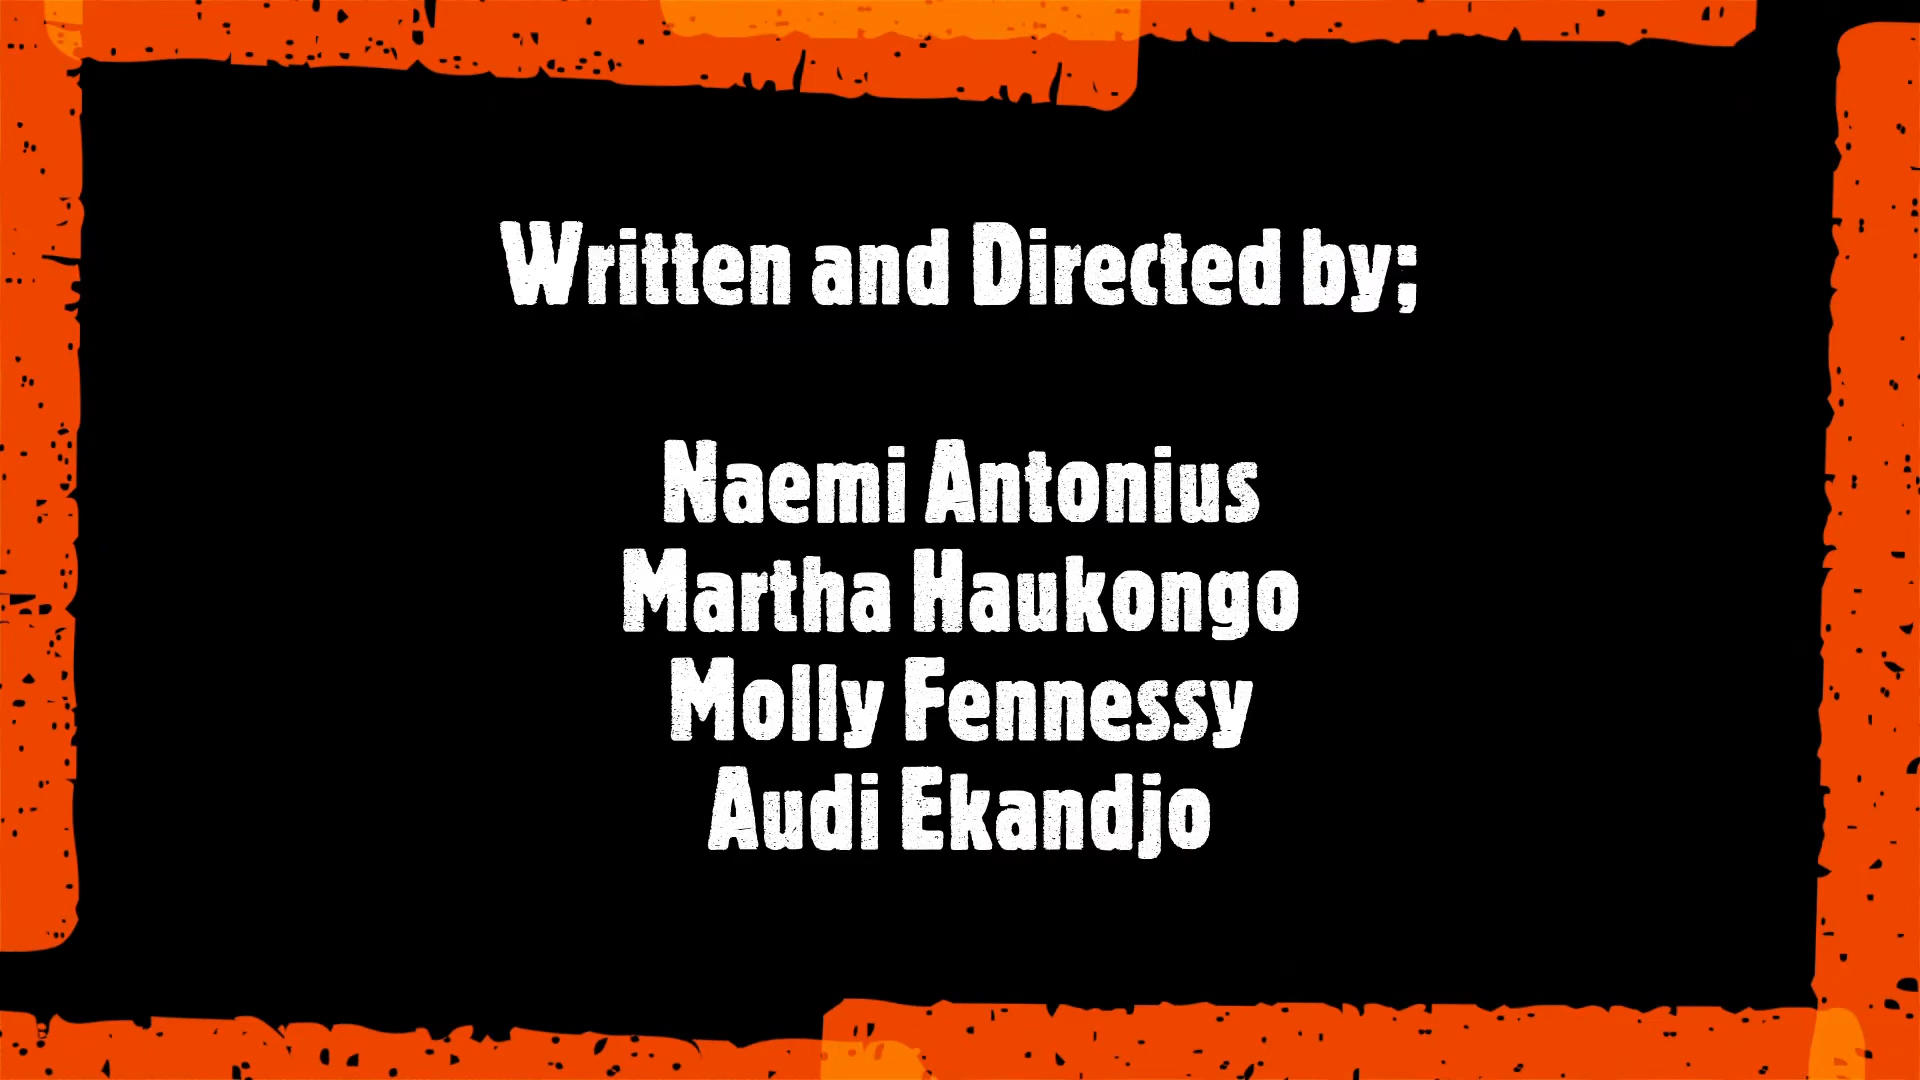 Written and Directed by;
Naemi Antonius
Martha Haukongo
Molly Fennessy
Audi Ekandjo